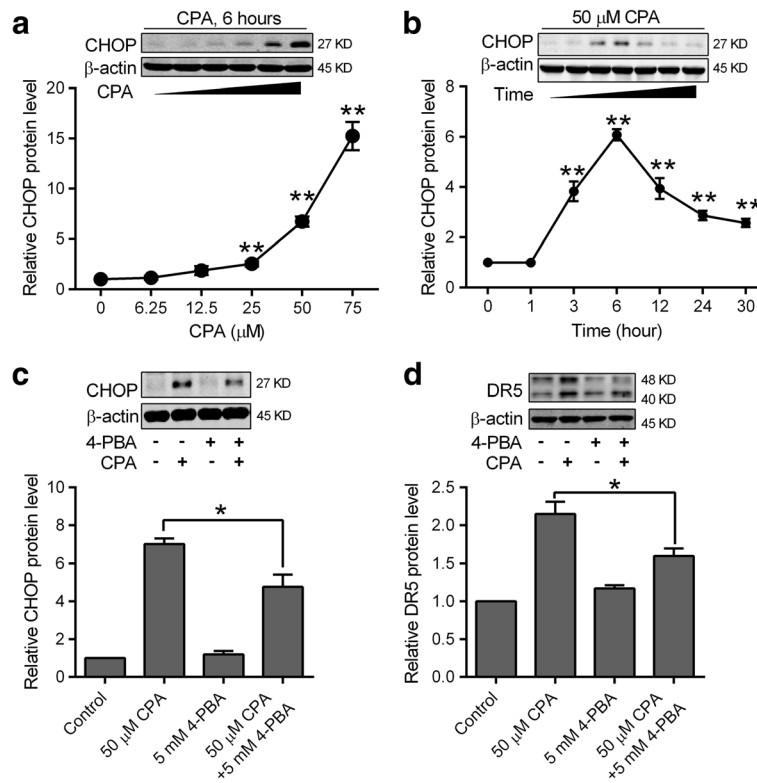 a
CPA, 6 hours
CHOP
27 KD
β-actin
45 KD
CPA
Relative CHOP protein level
20
15
10
5
0
**
**
**
0 6.25 12.5 25 50 75
CPA (μM)
b
50 μM CPA
CHOP
27 KD
β-actin
45 KD
Time
Relative CHOP protein level
8
6
4
2
0
**
**
**
**
**
0 1 3 6 12 24 30
Time (hour)
c
CHOP
27 KD
β-actin
45 KD
4-PBA - - + +
CPA - + - +
Relative CHOP protein level
10
8
6
4
2
0
*
Control
50 μM CPA
5 mM 4-PBA
50 μM CPA
+5 mM 4-PBA
d
DR5
48 KD
40 KD
β-actin
45 KD
4-PBA - - + +
CPA - + - +
Relative DR5 protein level
2.5
2.0
1.5
1.0
0.5
0.0
*
Control
50 μM CPA
5 mM 4-PBA
50 μM CPA
+5 mM 4-PBA